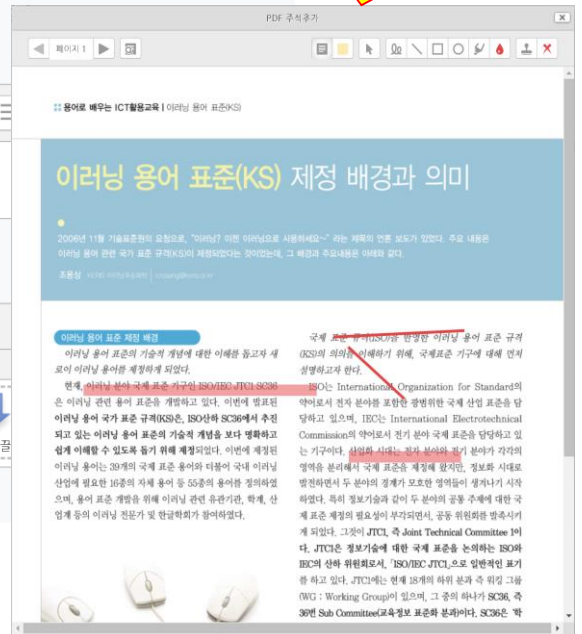 PDF 주석추가
페이지 1
용어로 배우는 ICT활용교육 | 이러닝 용어 표준(KS)
이러닝 용어 표준(KS) 제정 배경과 의미
2006년 11월 기술표준원의 요청으로, "이러닝? 이젠 이러닝으로 사용하세요~" 라는 제목의 언론 보도가 있었다. 주요 내용은
이러닝 용어 관련 국가 표준 규격(KS)이 제정되었다는 것이었는데, 그 배경과 주요내용은 아래와 같다.
조용상
이러닝 용어 표준 제정 배경
이러닝 용어 표준의 기술적 개념에 대한 이해를 돕고자 새
로이 이러닝 용어를 제정하게 되었다.
현재, 이러닝 분야 국제 표준 기구인 ISO/IEC JTC1 SC36
은 이러닝 관련 용어 표준을 개발하고 있다. 이번에 발표된
이러닝 용어 국가 표준 규격(KS)은, ISO산하 SC36에서 추진
되고 있는 이러닝 용어 표준의 기술적 개념을 보다 명확하고
쉽게 이해할 수 있도록 돕기 위해 제정되었다. 이번에 제정된
이러닝 용어는 39개의 국제 표준 용어와 더불어 국내 이러닝
산업에 필요한 16종의 자체 용어 등 55종의 용어를 정의하였
으며, 용어 표준 개발을 위해 이러닝 관련 유관기관, 학계, 산
업계 등의 이러닝 전문가 및 한글학회가 참여하였다.
국제 표준 규격(ISO)을 반영한 이러닝 용어 표준 규격
(KS)의 의의를 이해하기 위해, 국제표준 기구에 대해 먼저
설명하고자 한다.
ISO는 International Organization for Standard의
약어로서 전자 분야를 포함한 광범위한 국제 산업 표준을 담
당하고 있으며, IEC는 International Electrotechnical
Commission의 약어로서 전기 분야 국제 표준을 담당하고 있
는 기구이다. 산업화 시대는 전자 분야와 전기 분야가 각각의
영역을 분리해서 국제 표준을 제정해 왔지만, 정보화 시대로
발전하면서 두 분야의 경계가 모호한 영역들이 생겨나기 시작
하였다. 특히 정보기술과 같이 두 분야의 공통 주제에 대한 국
제 표준 제정의 필요성이 부각되면서, 공동 위원회를 발족시키
게 되었다. 그것이 JTC1, 즉 Joint Technical Committee 1이
다. JTC1은 정보기술에 대한 국제 표준을 논의하는 ISO와
IEC의 산하 위원회로서, 「ISO/IEC JTC1」으로 일반적인 표기
를 하고 있다. JTC1에는 현재 18개의 하위 분과 즉 워킹 그룹
(WG : Working Group)이 있으며, 그 중의 하나가 SC36, 즉
36번 Sub Committee(교육정보 표준화 분과)이다. SC36은 '학